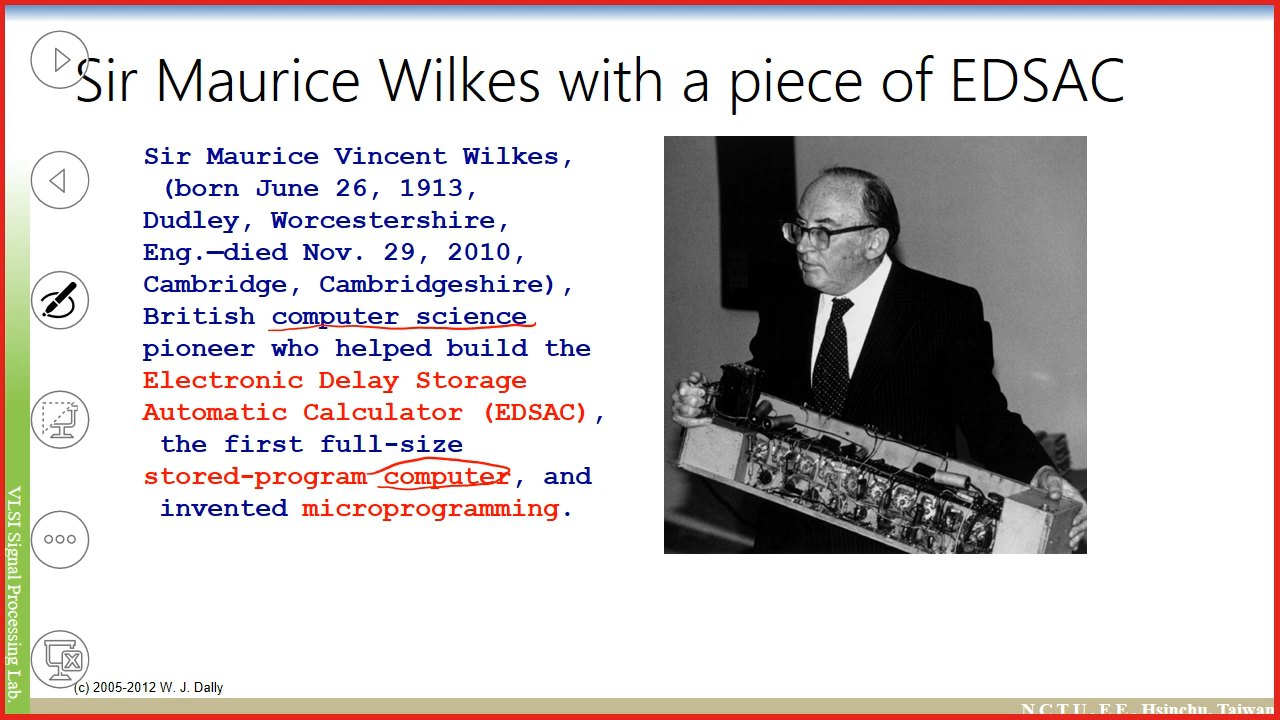 Sir Maurice Wilkes with a piece of EDSAC
Sir Maurice Vincent Wilkes,
(born June 26, 1913,
Dudley, Worcestershire,
Eng.—died Nov. 29, 2010,
Cambridge, Cambridgeshire),
British computer science
pioneer who helped build the
Electronic Delay Storage
Automatic Calculator (EDSAC),
the first full-size
stored-program computer, and
invented microprogramming.
VLSI Signal Processing Lab.
(c) 2005-2012 W. J. Dally
N C T U . E E . Hsinchu, Taiwan